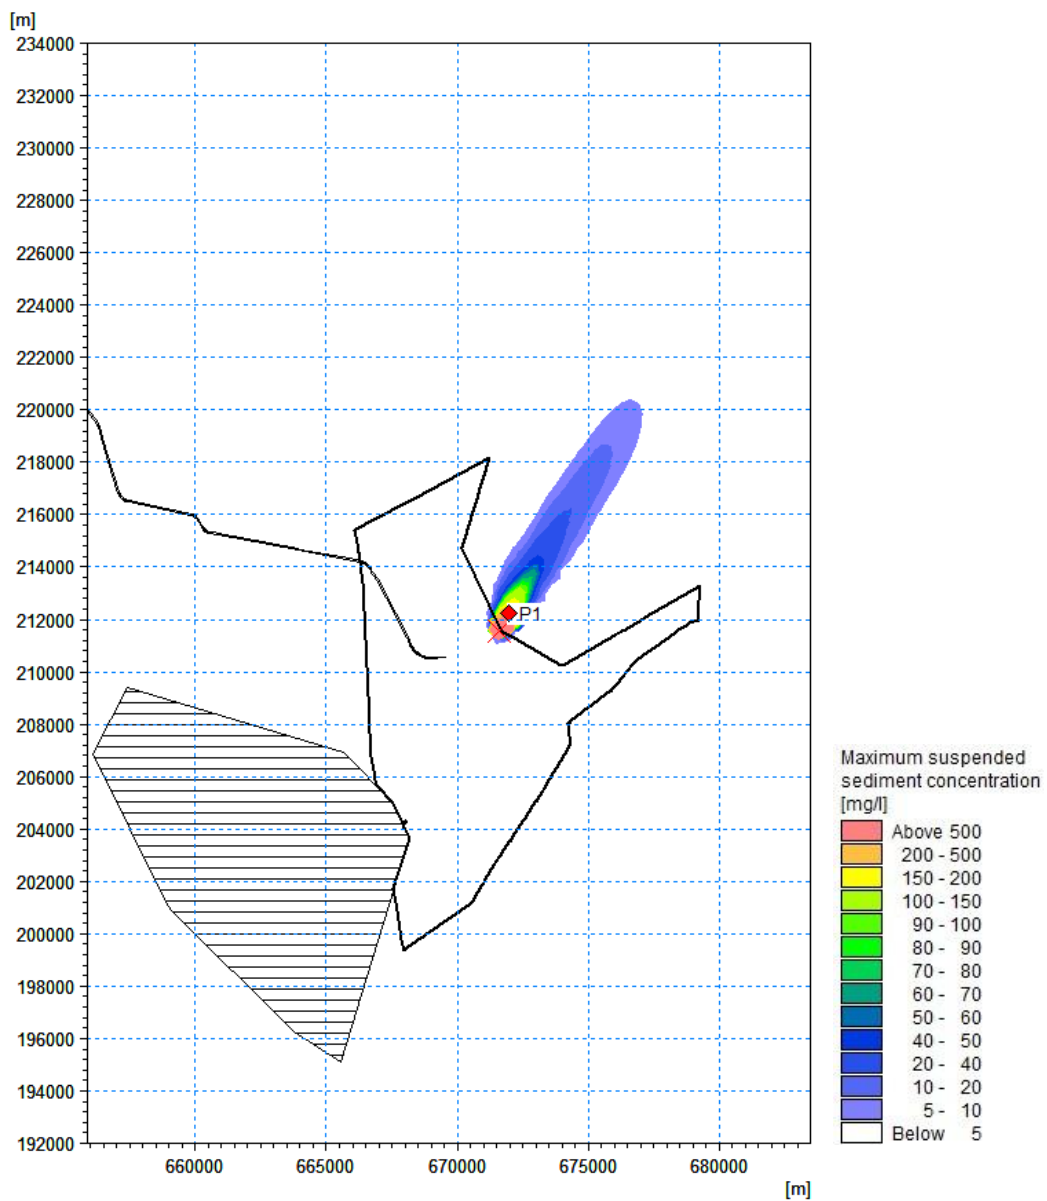 [m]
234000
232000
230000
228000
226000
224000
222000
220000
218000
216000
214000
212000
210000
208000
206000
204000
202000
200000
198000
196000
194000
192000
P1
660000 665000 670000 675000 680000
[m]
Maximum suspended
sediment concentration
[mg/l]
Above 500
200 - 500
150 - 200
100 - 150
90 - 100
80 - 90
70 - 80
60 - 70
50 - 60
40 - 50
20 - 40
10 - 20
5 - 10
Below 5